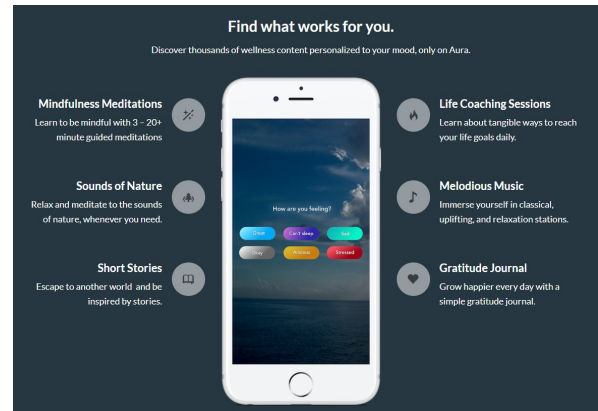 Find what works for you.
Discover thousands of wellness content personalized to your mood, only on Aura.
Mindfulness Meditations
Learn to be mindful with 3 – 20+
minute guided meditations
Sounds of Nature
Relax and meditate to the sounds
of nature, whenever you need.
Short Stories
Escape to another world and be
inspired by stories.
How are you feeling?
Great
Can't sleep
Sad
Okay
Anxious
Stressed
Life Coaching Sessions
Learn about tangible ways to reach
your life goals daily.
Melodious Music
Immerse yourself in classical,
uplifting, and relaxation stations.
Gratitude Journal
Grow happier every day with a
simple gratitude journal.